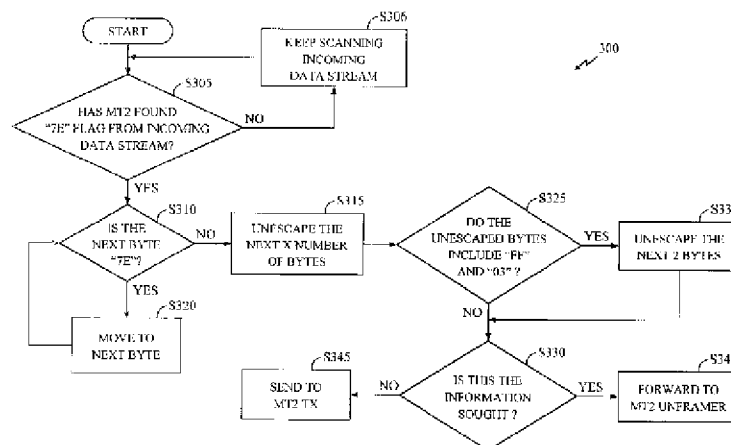 START
S306
KEEP SCANNING
INCOMING
DATA STREAM
300
S305
HAS MT2 FOUND
"7E" FLAG FROM INCOMING
DATA STREAM?
NO
YES
S310
IS THE
NEXT BYTE
"7E"?
NO
S315
UNESCAPE THE
NEXT X NUMBER
OF BYTES
S325
DO THE
UNESCAPED BYTES
INCLUDE "FF"
AND "03"?
YES
UNESCAPE THE
NEXT 2 BYTES
YES
S320
MOVE TO
NEXT BYTE
NO
S330
IS THIS THE
INFORMATION
SOUGHT?
NO
S345
SEND TO
MT2 TX
YES
FORWARD TO
MT2 UNFRAMER